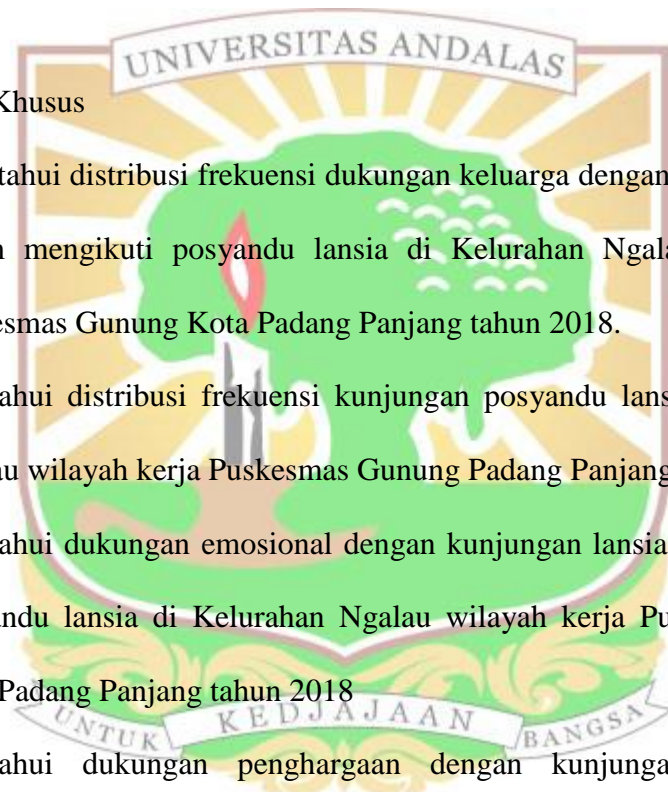 UNIVERSITAS ANDALAS
Khusus
tahui distribusi frekuensi dukungan keluarga dengan
n mengikuti posyandu lansia di Kelurahan Ngala
esmas Gunung Kota Padang Panjang tahun 2018.
ahui distribusi frekuensi kunjungan posyandu lans
au wilayah kerja Puskesmas Gunung Padang Panjang
ahui dukungan emosional dengan kunjungan lansia
ndu lansia di Kelurahan Ngalau wilayah kerja Pu
Padang Panjang tahun 2018
UNTUK KEDJAJAAN BANGSA
ahui dukungan penghargaan dengan kunjunga